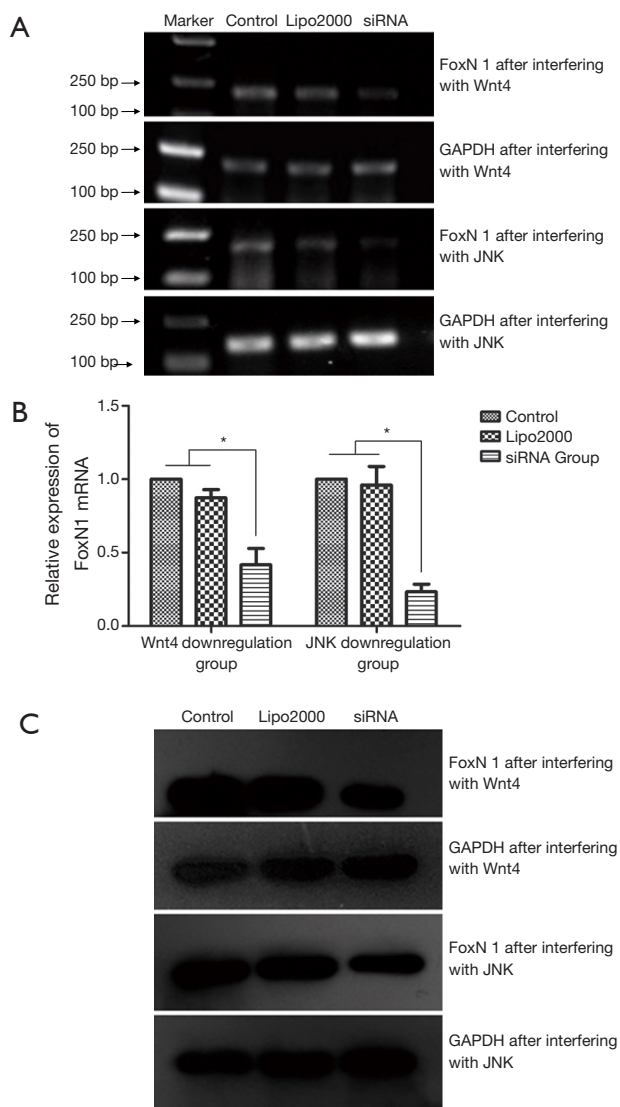 A
Marker Control Lipo2000 siRNA
250 bp
100 bp
FoxN 1 after interfering
with Wnt4
250 bp
100 bp
GAPDH after interfering
with Wnt4
250 bp
100 bp
FoxN 1 after interfering
with JNK
250 bp
100 bp
GAPDH after interfering
with JNK
B
Relative expression of
FoxN1 mRNA
1.5
1.0
0.5
0.0
*
*
Wnt4 downregulation
group
JNK downregulation
group
Control
Lipo2000
siRNA Group
C
Control Lipo2000 siRNA
FoxN 1 after interfering
with Wnt4
GAPDH after interfering
with Wnt4
FoxN 1 after interfering
with JNK
GAPDH after interfering
with JNK